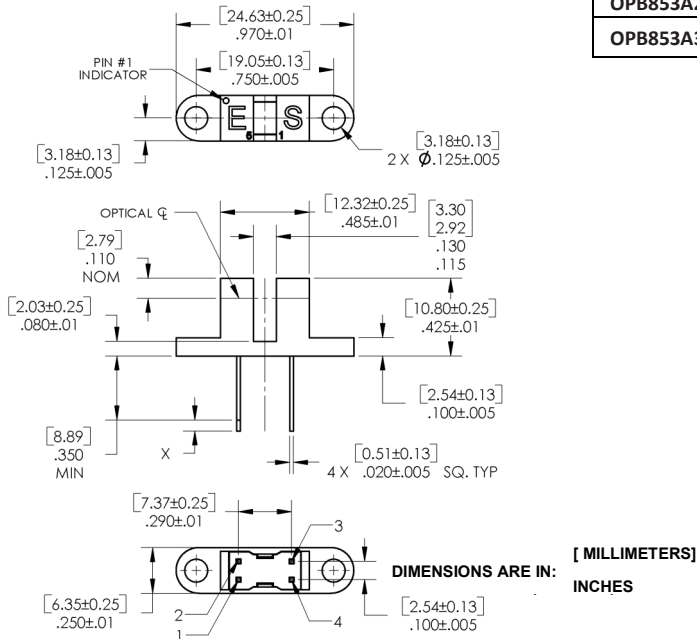 OPB853A3
[24.63±0.25]
.970±.01
PIN #1
INDICATOR
[19.05±0.13]
.750±.005
E S
6 1
[3.18±0.13]
.125±.005
[3.18±0.13]
2 X Ø.125±.005
OPTICAL ℄
[12.32±0.25]
.485±.01
[3.30
2.92]
.130
.115
[2.79]
.110
NOM
[2.03±0.25]
.080±.01
[10.80±0.25]
.425±.01
[2.54±0.13]
.100±.005
[8.89]
.350
MIN
X
[0.51±0.13]
4 X .020±.005 SQ. TYP
[7.37±0.25]
.290±.01
3
DIMENSIONS ARE IN:
[ MILLIMETERS]
INCHES
[6.35±0.25]
.250±.01
2
1
4
[2.54±0.13]
.100±.005